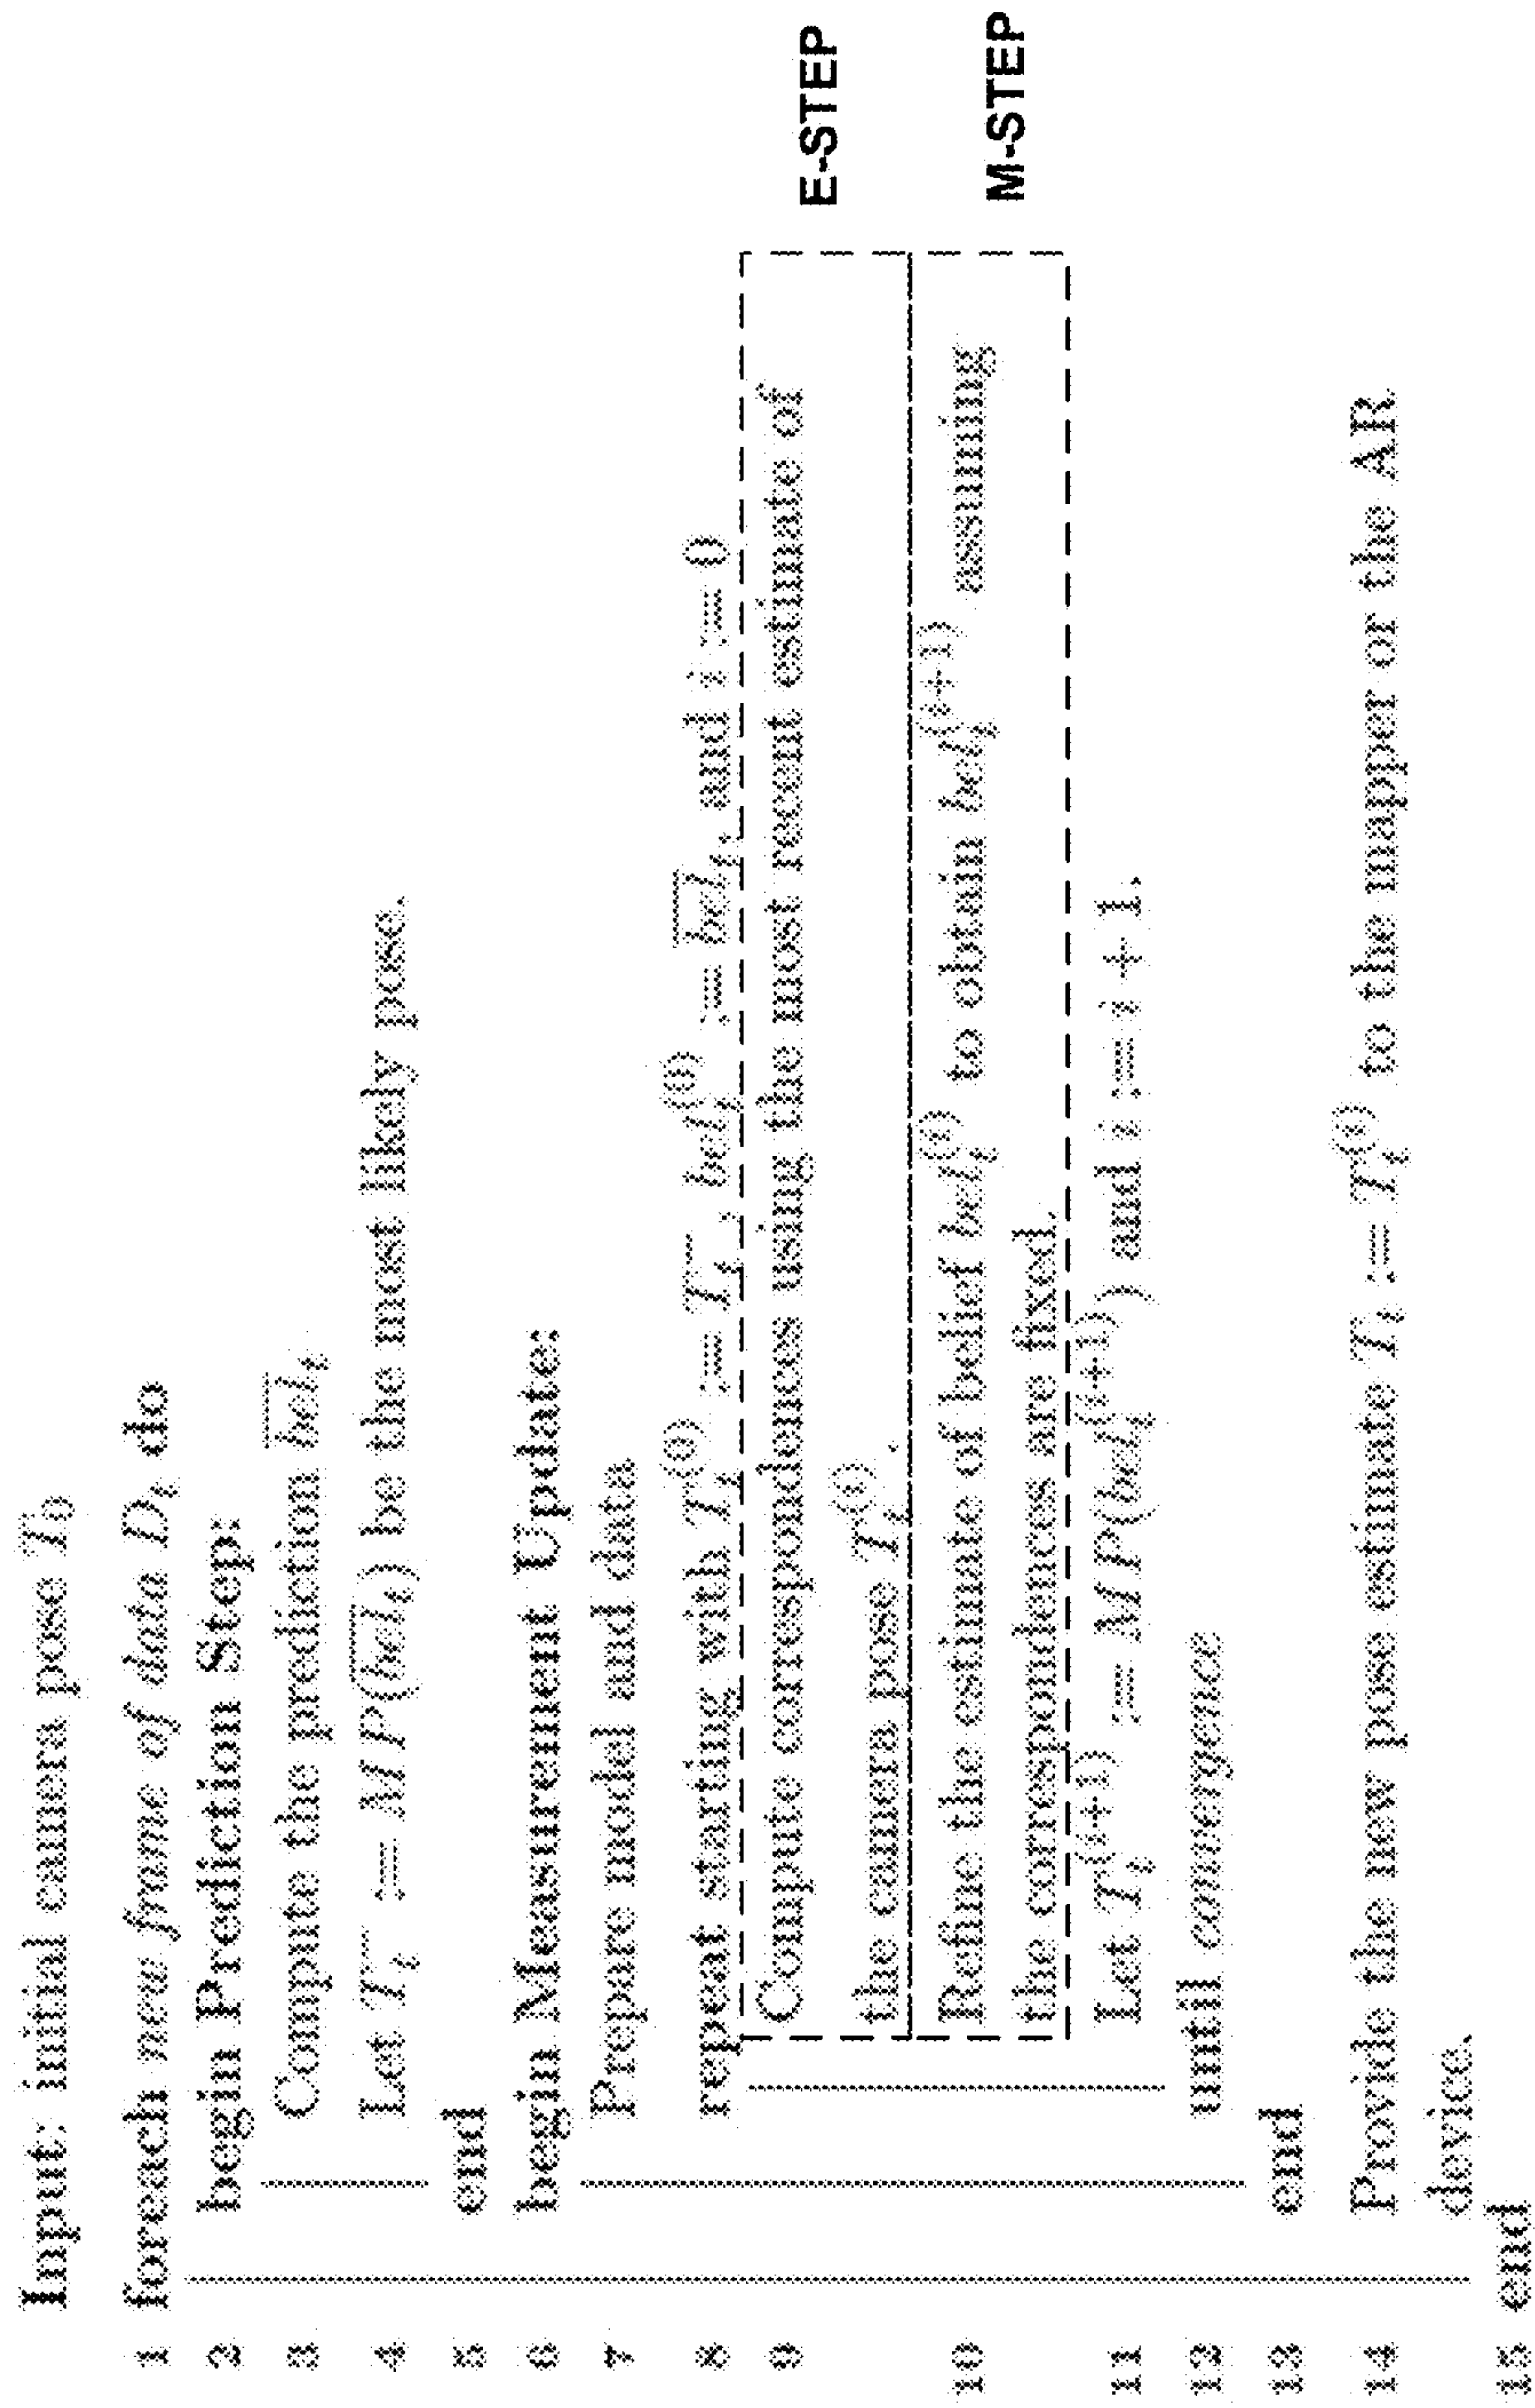 Input: initial camera pose T₀
1 foreach new frame of data Dₜ do
2 begin Prediction Step:
3 Compute the prediction b̅e̅l̅ₜ
4 Let Tₜ⁻ := MP(b̅e̅l̅ₜ) be the most likely pose.
5 end
6 begin Measurement Update:
7 Prepare model and data
8 repeat starting with Tₜ⁽⁰⁾ := Tₜ⁻, belₜ⁽⁰⁾ := b̅e̅l̅ₜ, and i := 0
9 Compute correspondences using the most recent estimate of
the camera pose Tₜ⁽ⁱ⁾.
E-STEP
10 Refine the estimate of belief belₜ⁽ⁱ⁾ to obtain belₜ⁽ⁱ⁺¹⁾ assuming
the correspondences are fixed.
M-STEP
11 Let Tₜ⁽ⁱ⁺¹⁾ := MP(belₜ⁽ⁱ⁺¹⁾) and i := i + 1.
12 until convergence
13 end
14 Provide the new pose estimate Tₜ := Tₜ⁽ⁱ⁾ to the mapper or the AR
device.
15 end